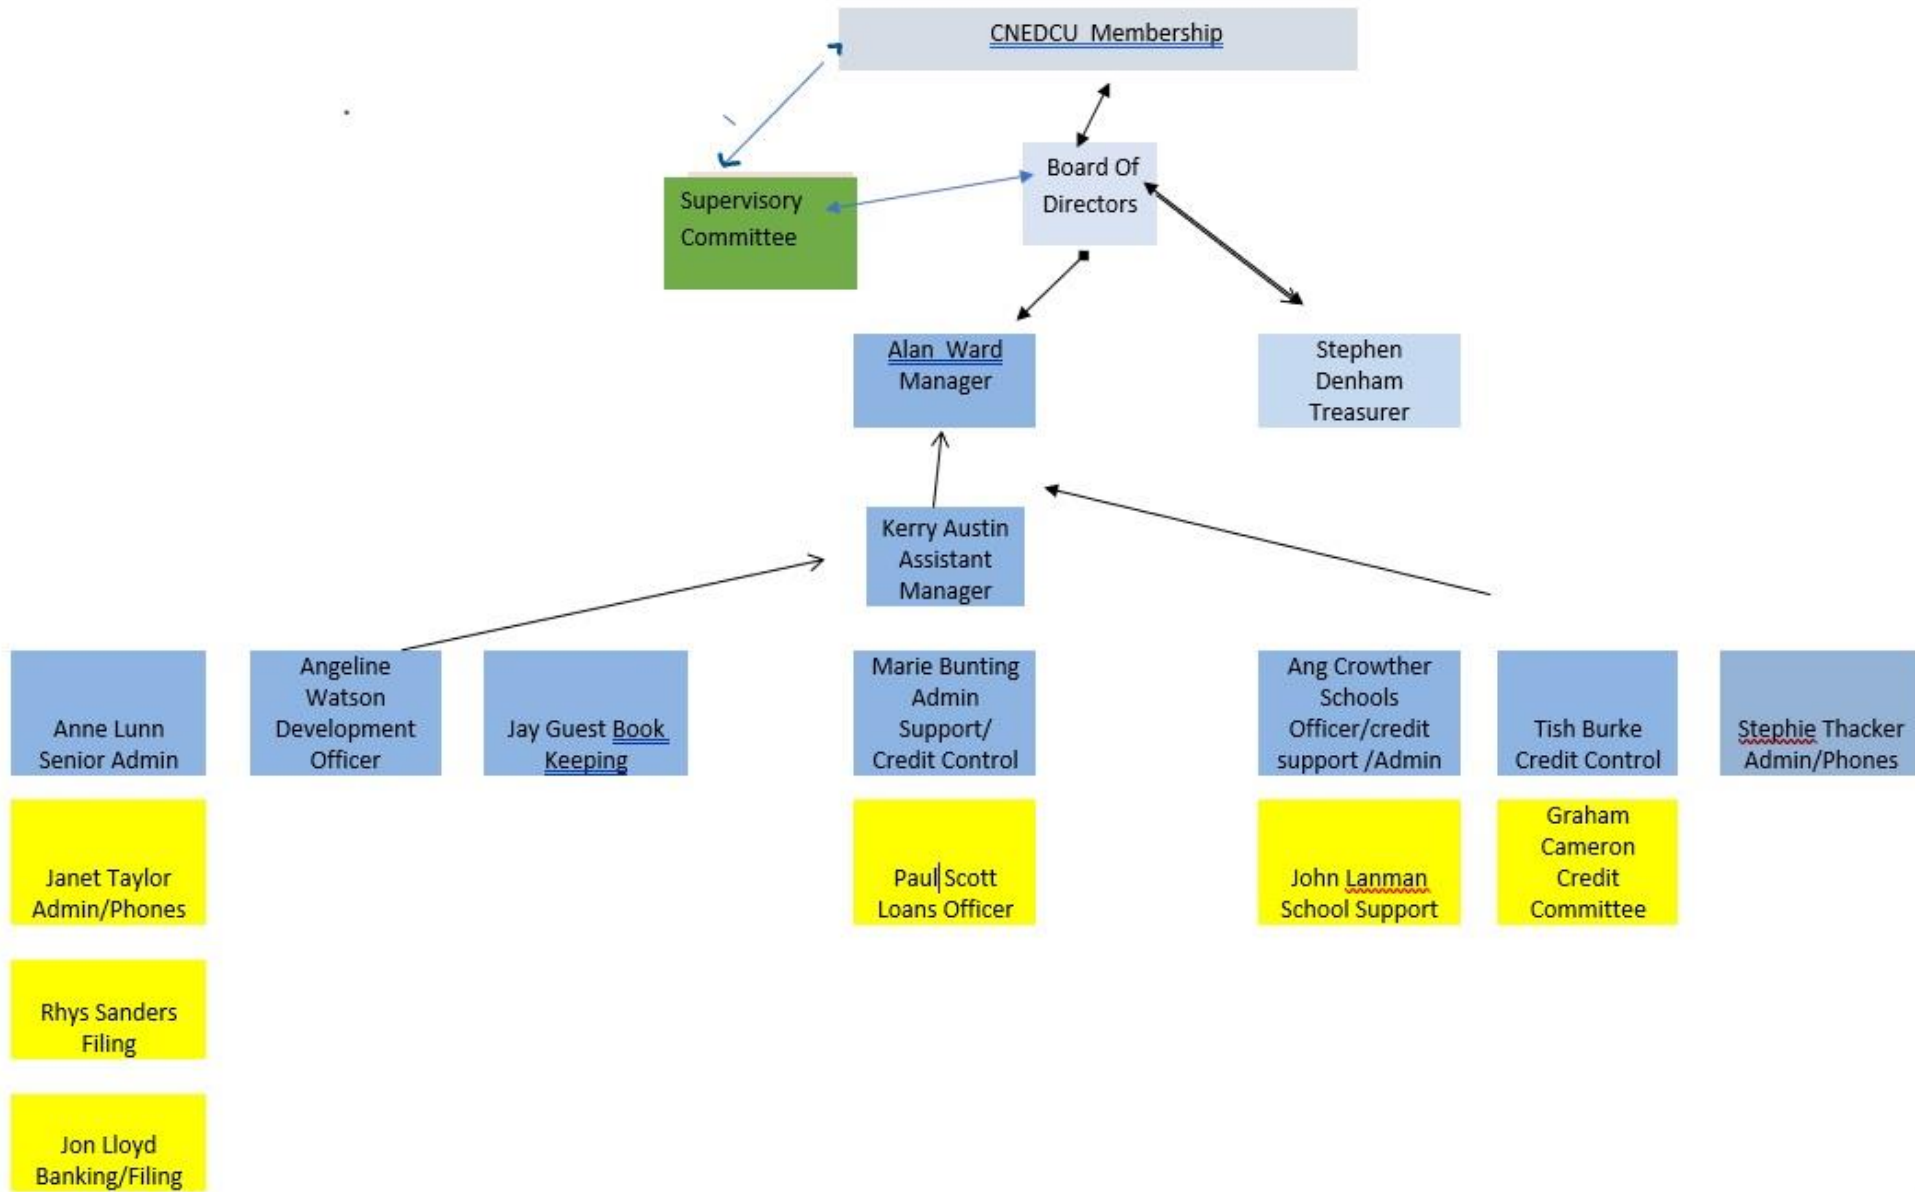 CNEDCU Membership
Board Of
Directors
Supervisory
Committee
Alan Ward
Manager
Stephen
Denham
Treasurer
Kerry Austin
Assistant
Manager
Anne Lunn
Senior Admin
Angeline
Watson
Development
Officer
Jay Guest Book
Keeping
Marie Bunting
Admin
Support/
Credit Control
Ang Crowther
Schools
Officer/credit
support /Admin
Tish Burke
Credit Control
Stephie Thacker
Admin/Phones
Janet Taylor
Admin/Phones
Paul Scott
Loans Officer
John Lanman
School Support
Graham
Cameron
Credit
Committee
Rhys Sanders
Filing
Jon Lloyd
Banking/Filing